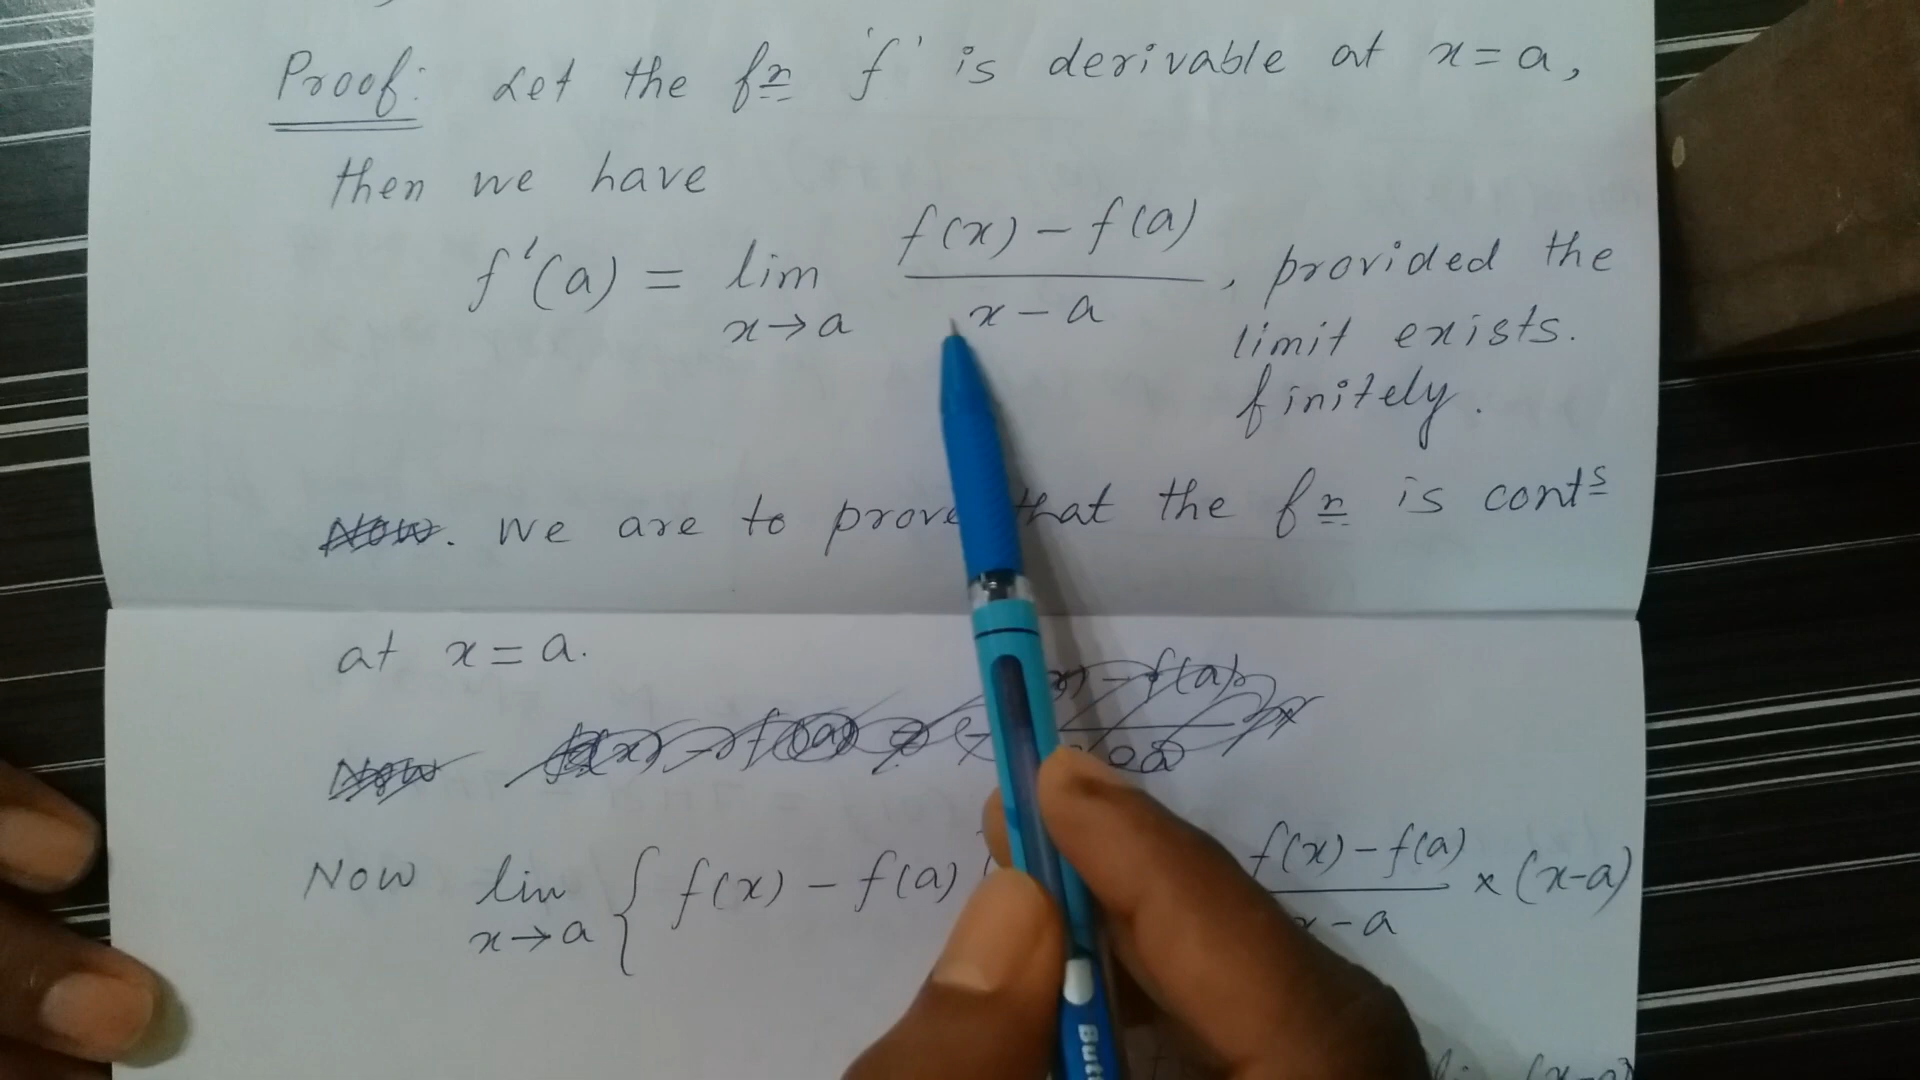 Proof: Let the fn 'f' is derivable at x = a,
then we have
f'(a) = lim x→a (f(x) - f(a)) / (x - a), provided the
limit exists.
finitely.
We are to prove that the fn is conts
at x = a.
Now lim x→a { f(x) - f(a) (f(x) - f(a)) / (x - a) × (x-a)